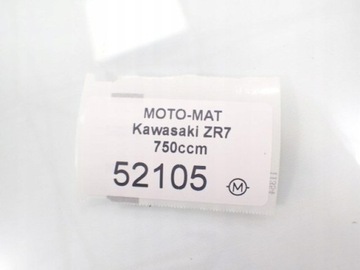 MOTO-MAT
Kawasaki ZR7
750ccm
52105
M